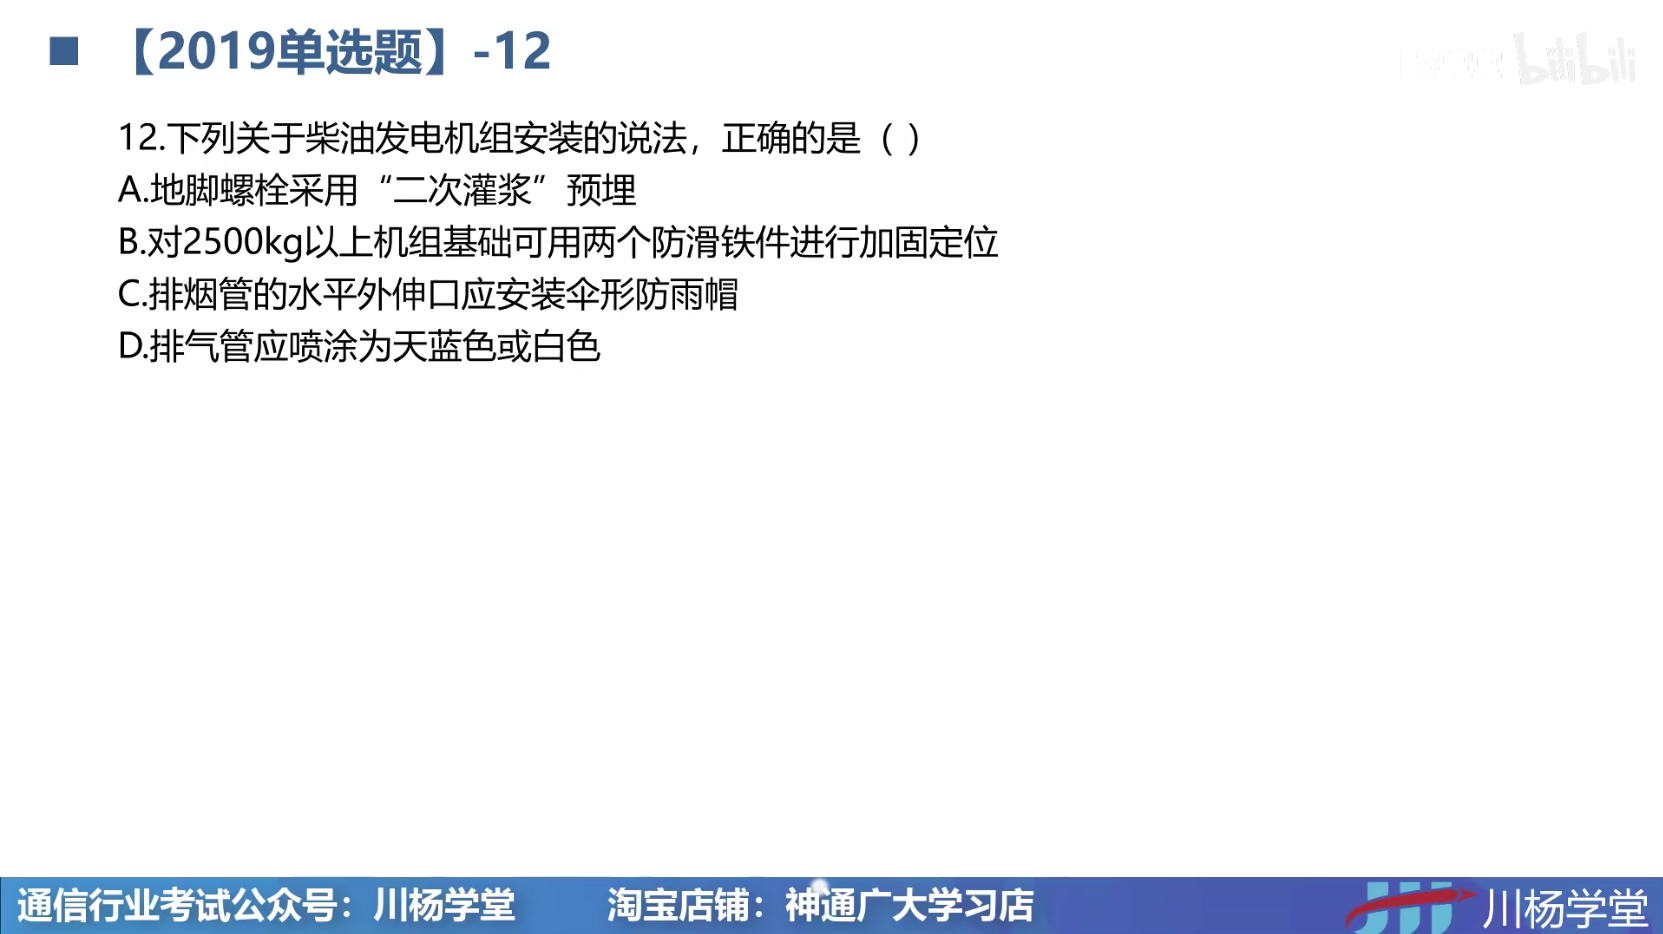 【2019单选题】-12
bilibili
12.下列关于柴油发电机组安装的说法，正确的是（ ）
A.地脚螺栓采用“二次灌浆”预埋
B.对2500kg以上机组基础可用两个防滑铁件进行加固定位
C.排烟管的水平外伸口应安装伞形防雨帽
D.排气管应喷涂为天蓝色或白色
通信行业考试公众号：川杨学堂 淘宝店铺：神通广大学习店
川杨学堂